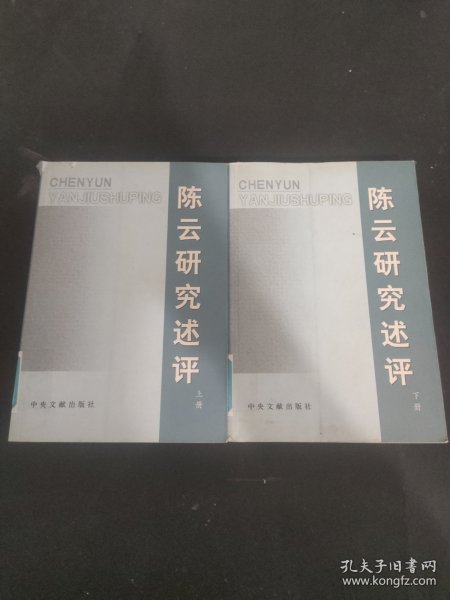 CHENYUN
YANJIUSHUPING
陈云研究述评
上册
中央文献出版社
CHENYUN
YANJIUSHUPING
陈云研究述评
下册
中央文献出版社
孔夫子旧书网
www.kongfz.com